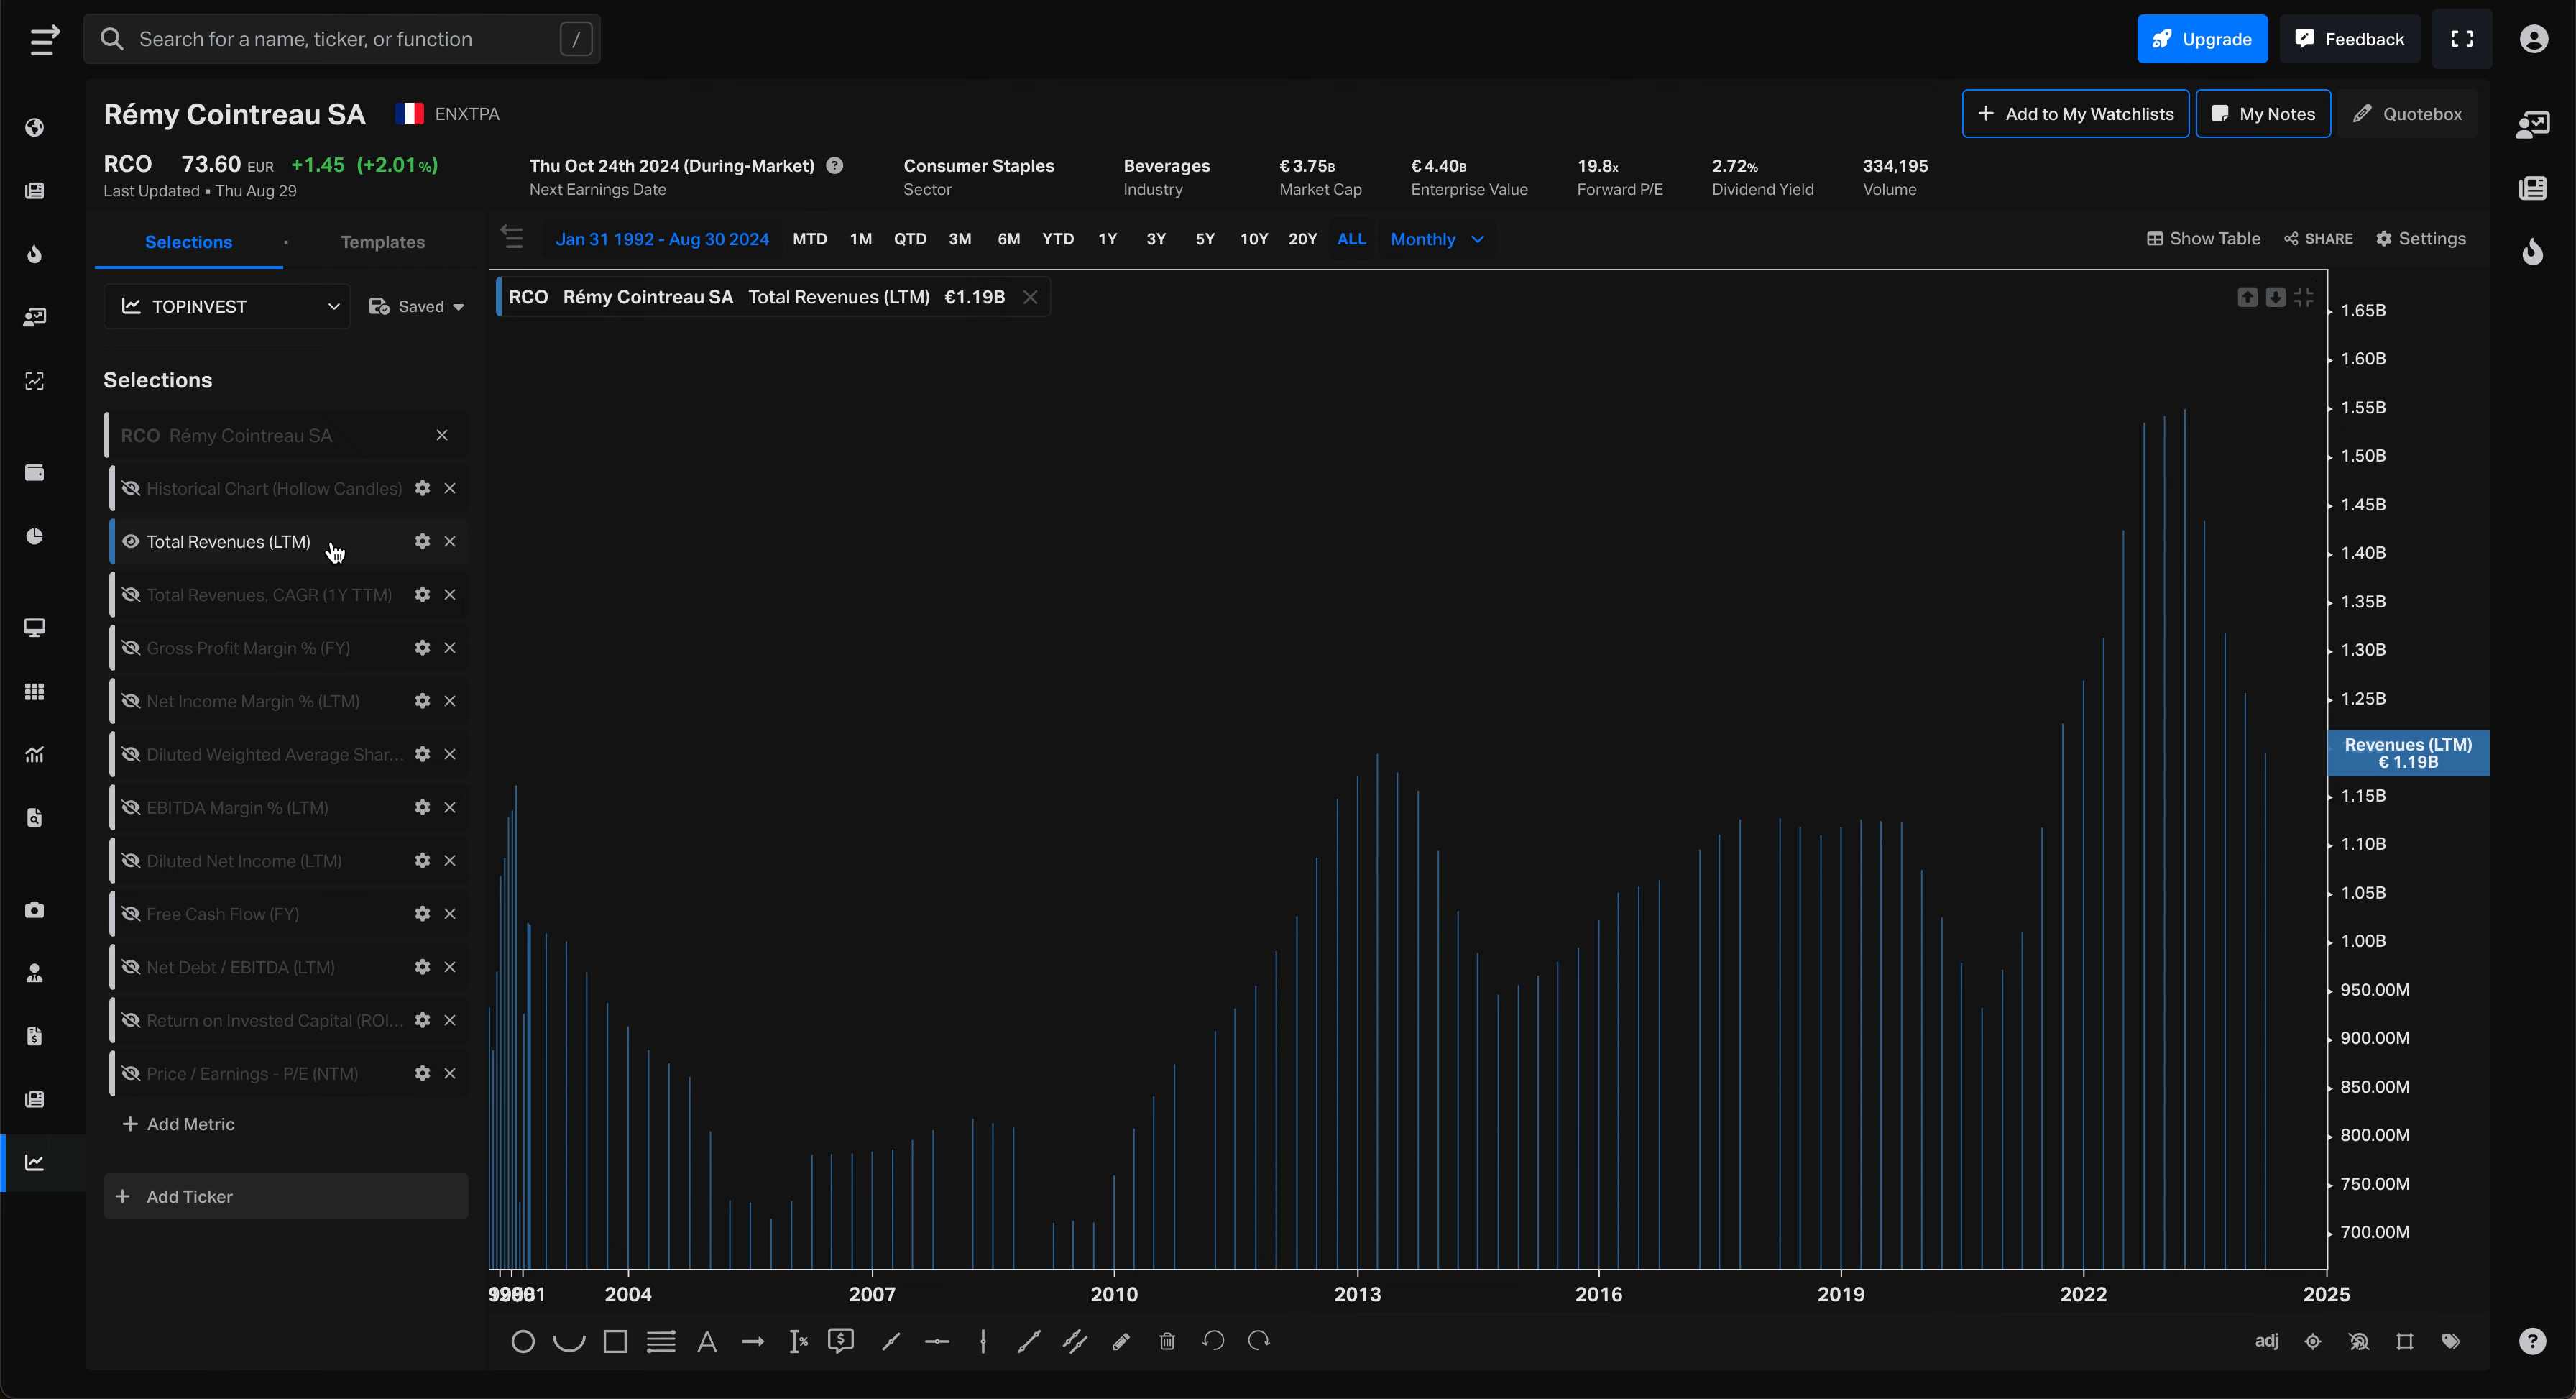 Search for a name, ticker, or function /
Upgrade
Feedback
Rémy Cointreau SA ENXTPA
Add to My Watchlists
My Notes
Quotebox
RCO 73.60 EUR +1.45 (+2.01%)
Last Updated ▪ Thu Aug 29
Thu Oct 24th 2024 (During-Market) ?
Next Earnings Date
Consumer Staples
Sector
Beverages
Industry
€3.75B
Market Cap
€4.40B
Enterprise Value
19.8x
Forward P/E
2.72%
Dividend Yield
334,195
Volume
Selections
Templates
Jan 31 1992 - Aug 30 2024 MTD 1M QTD 3M 6M YTD 1Y 3Y 5Y 10Y 20Y ALL Monthly
Show Table SHARE Settings
TOPINVEST
Saved
RCO Rémy Cointreau SA Total Revenues (LTM) €1.19B
Selections
RCO Rémy Cointreau SA
Historical Chart (Hollow Candles)
Total Revenues (LTM)
Total Revenues, CAGR (1Y TTM)
Gross Profit Margin % (FY)
Net Income Margin % (LTM)
Diluted Weighted Average Shar...
EBITDA Margin % (LTM)
Diluted Net Income (LTM)
Free Cash Flow (FY)
Net Debt / EBITDA (LTM)
Return on Invested Capital (ROI...
Price / Earnings - P/E (NTM)
+ Add Metric
+ Add Ticker
1.65B
1.60B
1.55B
1.50B
1.45B
1.40B
1.35B
1.30B
1.25B
Revenues (LTM)
€ 1.19B
1.15B
1.10B
1.05B
1.00B
950.00M
900.00M
850.00M
800.00M
750.00M
700.00M
2004 2007 2010 2013 2016 2019 2022 2025
A
%
$
adj
?